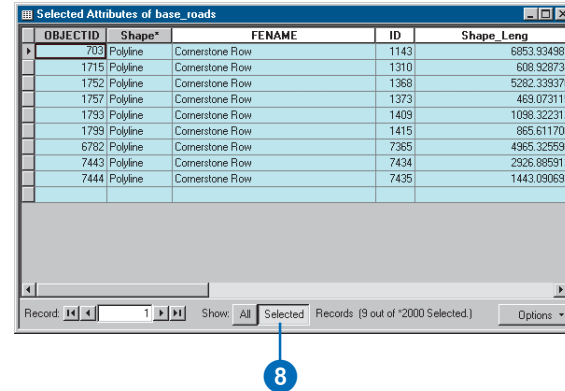 Selected Attributes of base_roads
OBJECTID Shape* FENAME ID Shape_Leng
703 Polyline Cornerstone Row 1143 6853.93498
1715 Polyline Cornerstone Row 1310 608.92873
1752 Polyline Cornerstone Row 1368 5282.339370
1757 Polyline Cornerstone Row 1373 469.07311
1793 Polyline Cornerstone Row 1409 1098.32231
1799 Polyline Cornerstone Row 1415 865.61170
6782 Polyline Cornerstone Row 7365 4965.32559
7443 Polyline Cornerstone Row 7434 2926.88591
7444 Polyline Cornerstone Row 7435 1443.09069
Record: 1 Show: All Selected Records (9 out of *2000 Selected.) Options
8